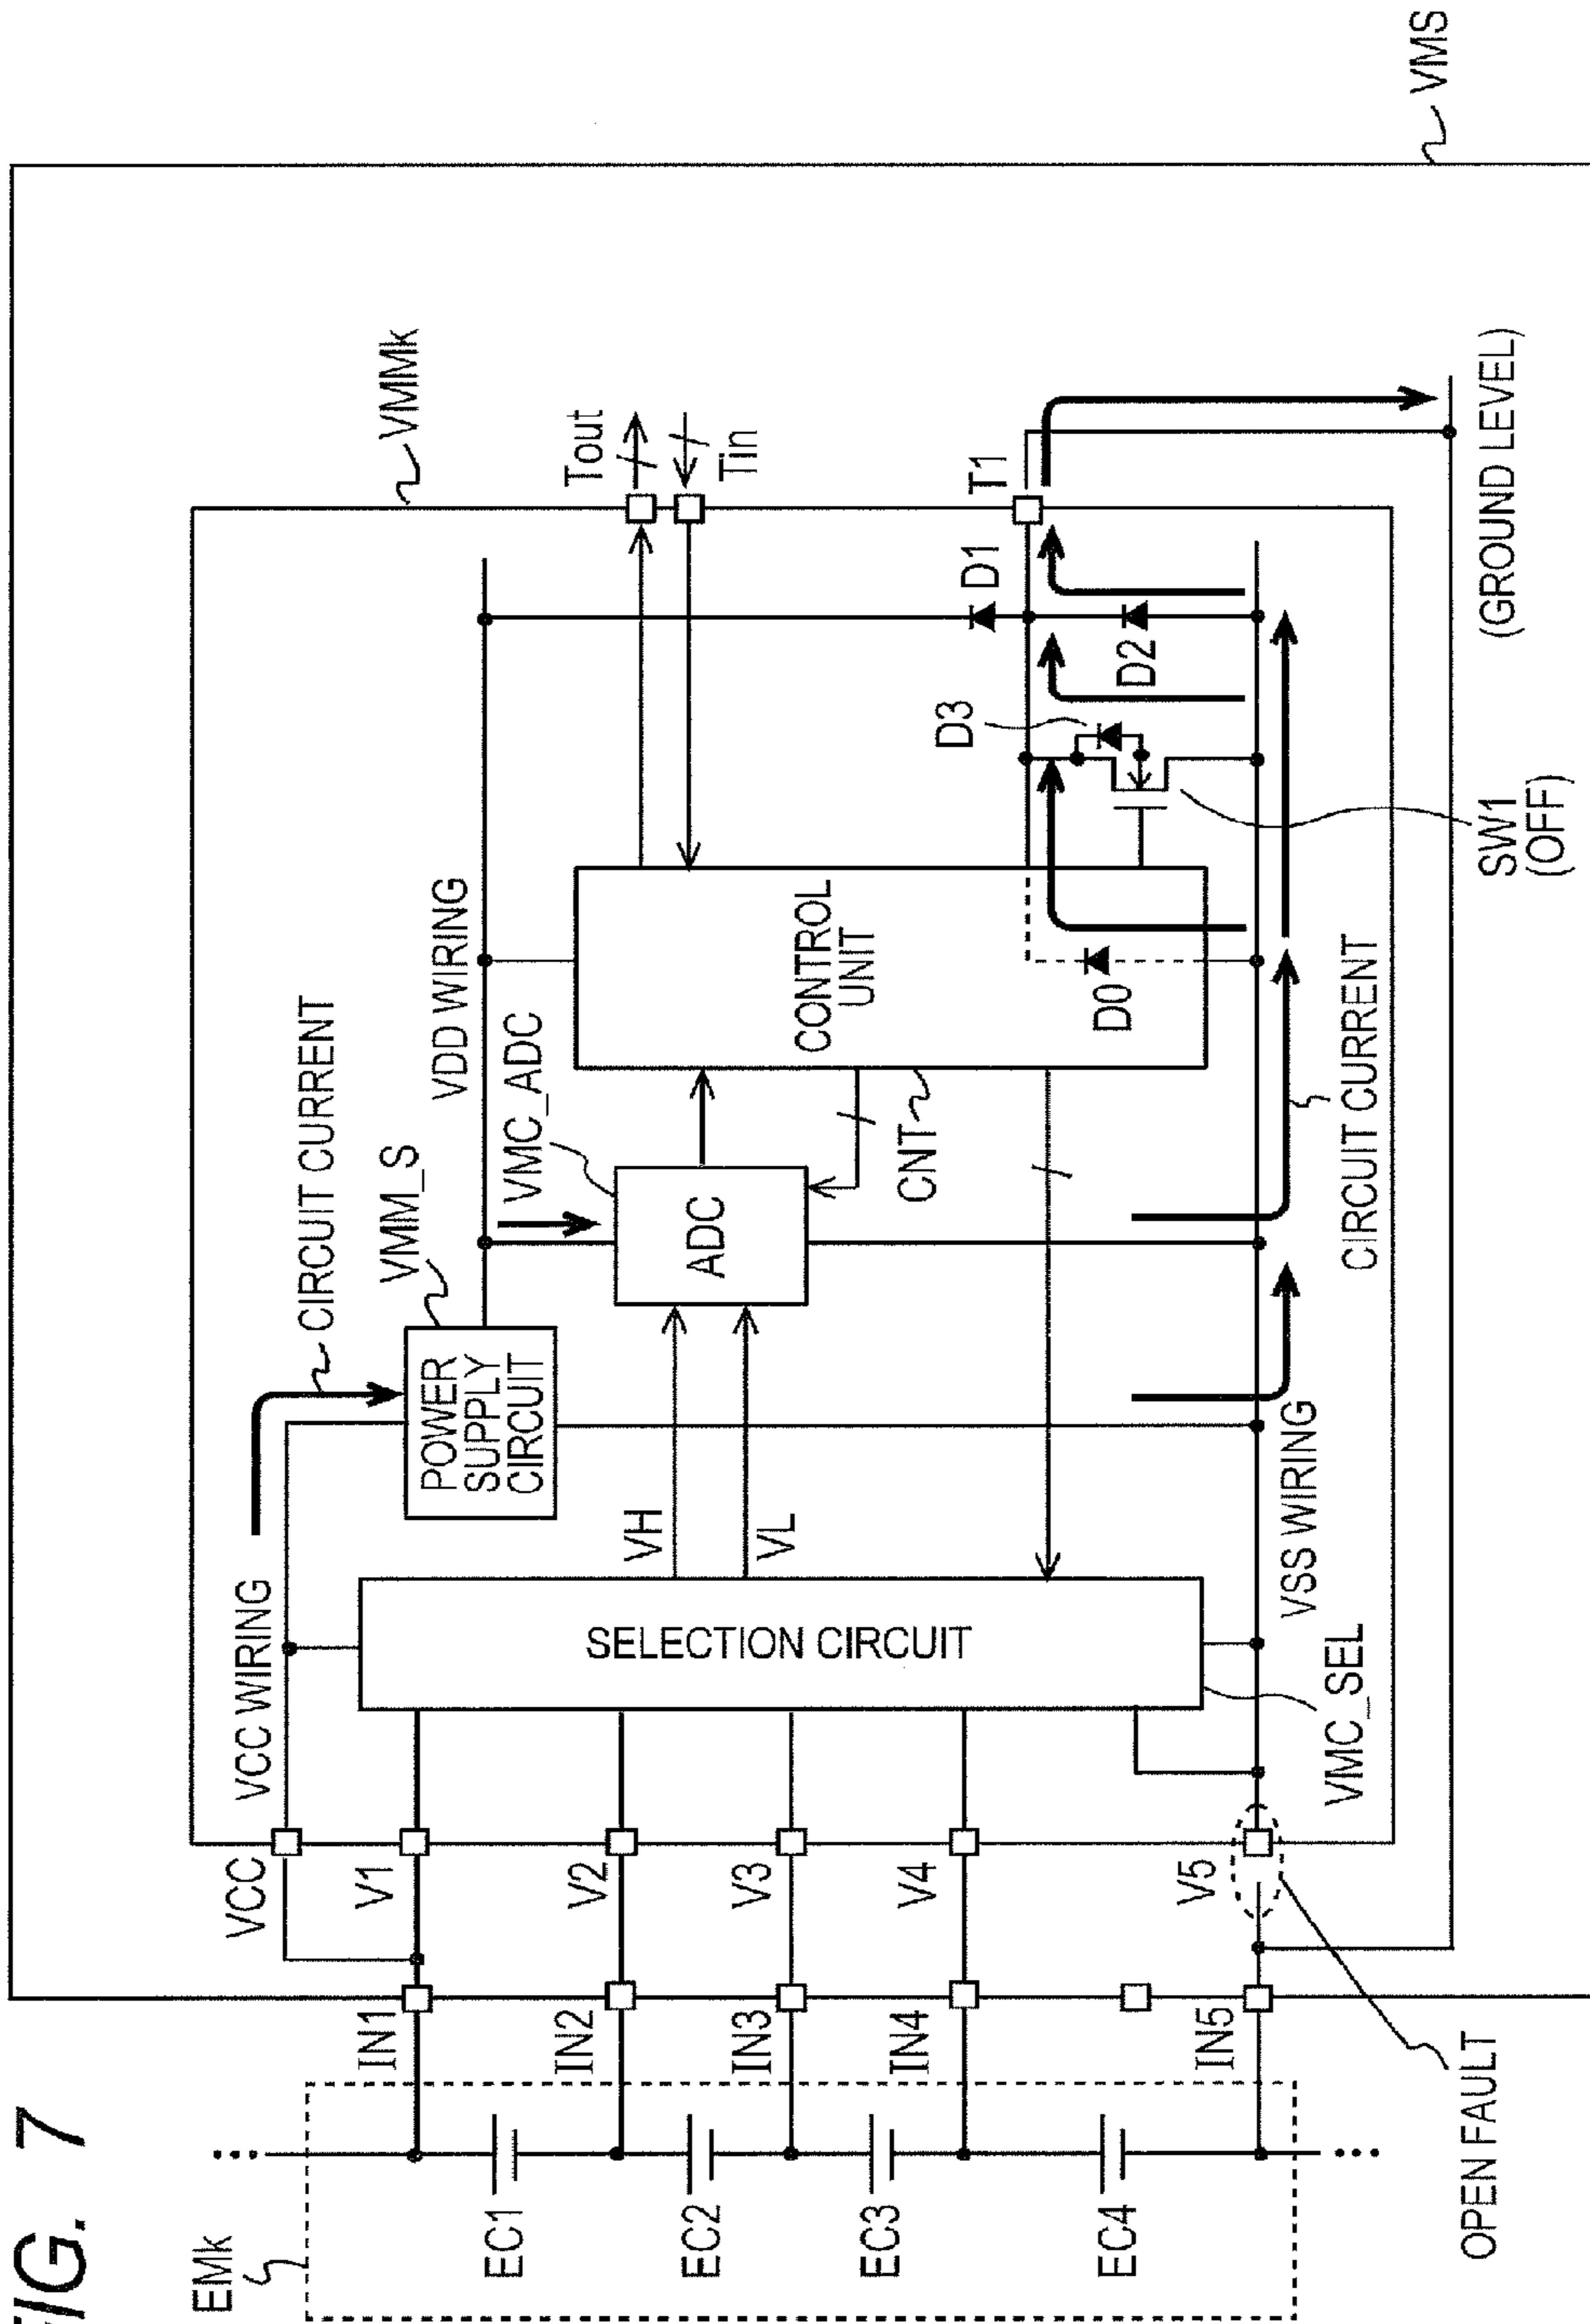 FIG. 7
EMk
EC1
EC2
EC3
EC4
OPEN FAULT
IN1
IN2
IN3
IN4
IN5
VCC
V1
V2
V3
V4
V5
VCC WIRING
SELECTION CIRCUIT
VMC_SEL
VSS WIRING
VH
VL
POWER
SUPPLY
CIRCUIT
CIRCUIT CURRENT
VMM_S
VDD WIRING
VMC_ADC
ADC
CNT
CONTROL
UNIT
D0
CIRCUIT CURRENT
D3
SW1
(OFF)
D1
D2
Tout
Tin
T1
VMMk
(GROUND LEVEL)
VMS